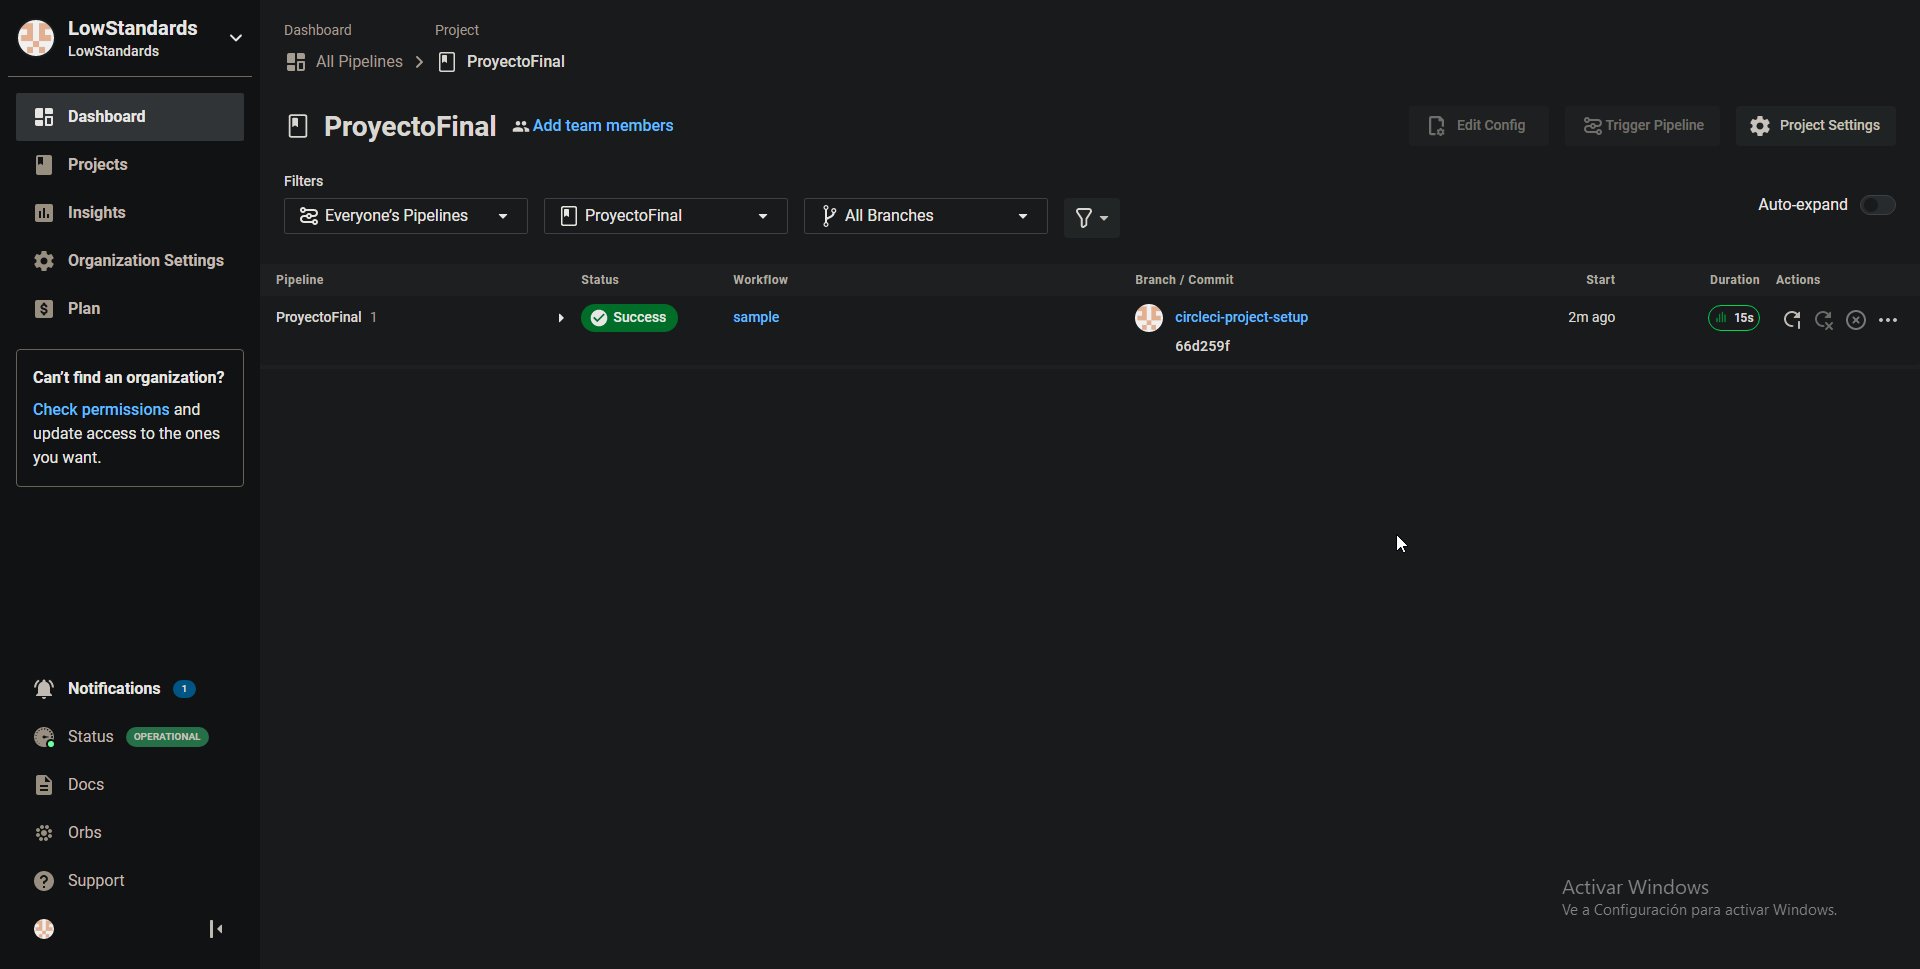 LowStandards
LowStandards
Dashboard
Projects
Insights
Organization Settings
Plan
Can't find an organization?
Check permissions and
update access to the ones
you want.
Notifications 1
Status OPERATIONAL
Docs
Orbs
Support
Dashboard Project
All Pipelines ProyectoFinal
ProyectoFinal Add team members
Edit Config Trigger Pipeline Project Settings
Filters
Everyone's Pipelines ProyectoFinal All Branches
Auto-expand
Pipeline Status Workflow Branch / Commit Start Duration Actions
ProyectoFinal 1 Success sample circleci-project-setup 2m ago 15s
66d259f
Activar Windows
Ve a Configuración para activar Windows.